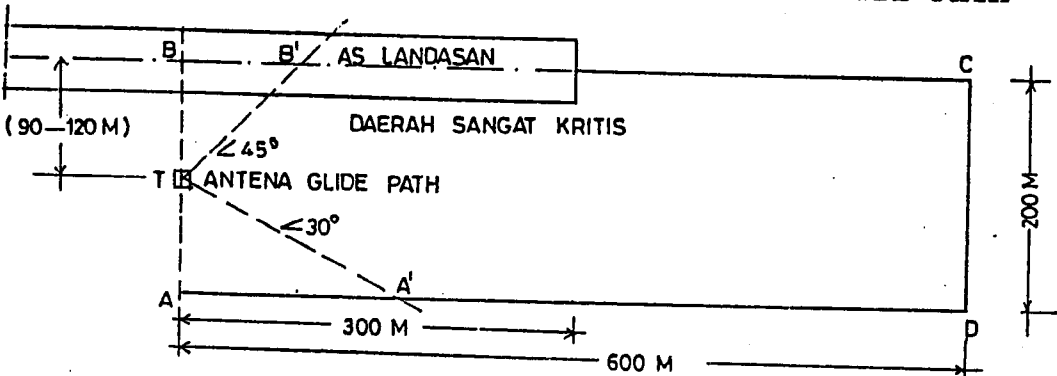 B B' AS LANDASAN C
(90—120 M) DAERAH SANGAT KRITIS
∠45°
T ANTENA GLIDE PATH
∠30°
200 M
A A'
300 M D
600 M